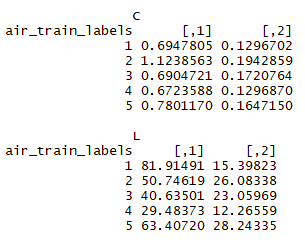 C
air_train_labels [,1] [,2]
1 0.6947805 0.1296702
2 1.1238563 0.1942859
3 0.6904721 0.1720764
4 0.6723588 0.1296870
5 0.7801170 0.1647150
L
air_train_labels [,1] [,2]
1 81.91491 15.39823
2 50.74619 26.08338
3 40.63501 23.05969
4 29.48373 12.26559
5 63.40720 28.24335